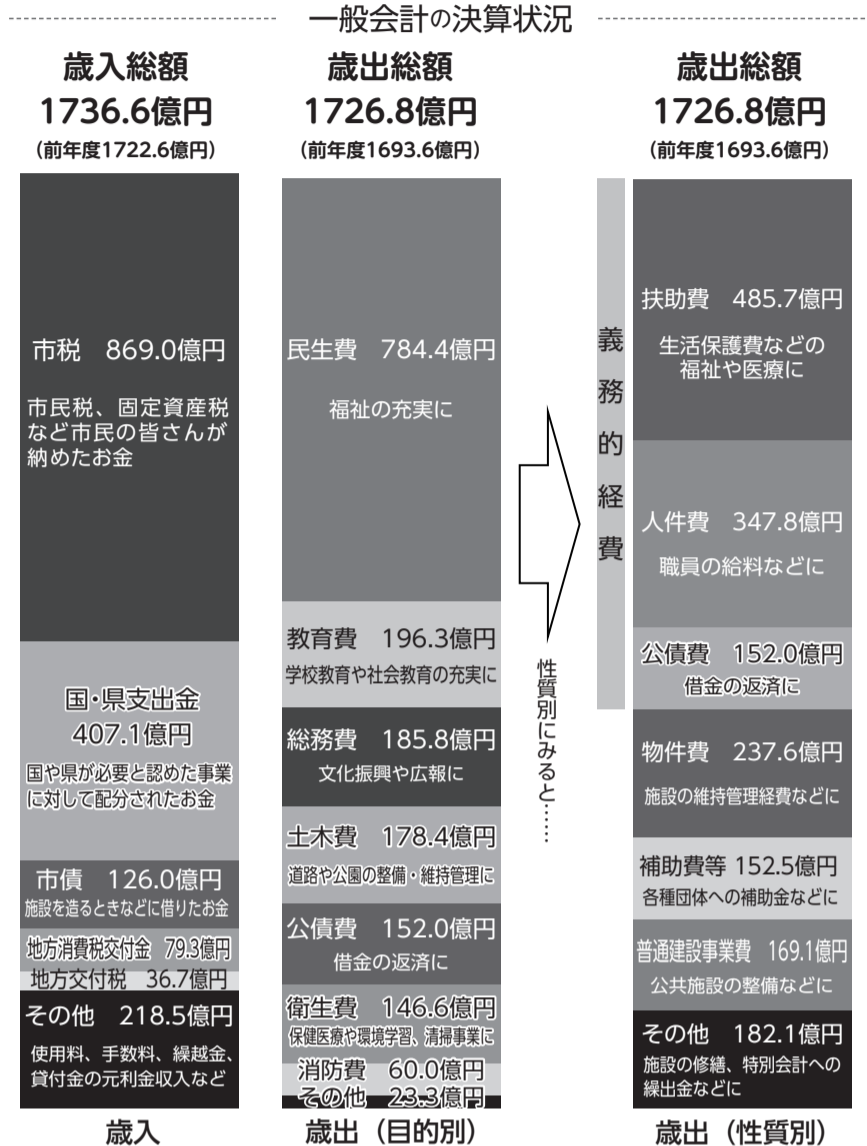 一般会計の決算状況
歳入総額
1736.6億円
(前年度1722.6億円)
市税 869.0億円
市民税、固定資産税
など市民の皆さんが
納めたお金
国・県支出金
407.1億円
国や県が必要と認めた事業
に対して配分されたお金
市債 126.0億円
施設を造るときなどに借りたお金
地方消費税交付金 79.3億円
地方交付税 36.7億円
その他 218.5億円
使用料、手数料、繰越金、
貸付金の元利金収入など
歳入
歳出総額
1726.8億円
(前年度1693.6億円)
民生費 784.4億円
福祉の充実に
教育費 196.3億円
学校教育や社会教育の充実に
総務費 185.8億円
文化振興や広報に
土木費 178.4億円
道路や公園の整備・維持管理に
公債費 152.0億円
借金の返済に
衛生費 146.6億円
保健医療や環境学習、清掃事業に
消防費 60.0億円
その他 23.3億円
歳出(目的別)
性質別にみると……
歳出総額
1726.8億円
(前年度1693.6億円)
義務的経費
扶助費 485.7億円
生活保護費などの
福祉や医療に
人件費 347.8億円
職員の給料などに
公債費 152.0億円
借金の返済に
物件費 237.6億円
施設の維持管理経費などに
補助費等 152.5億円
各種団体への補助金などに
普通建設事業費 169.1億円
公共施設の整備などに
その他 182.1億円
施設の修繕、特別会計への
繰出金などに
歳出(性質別)